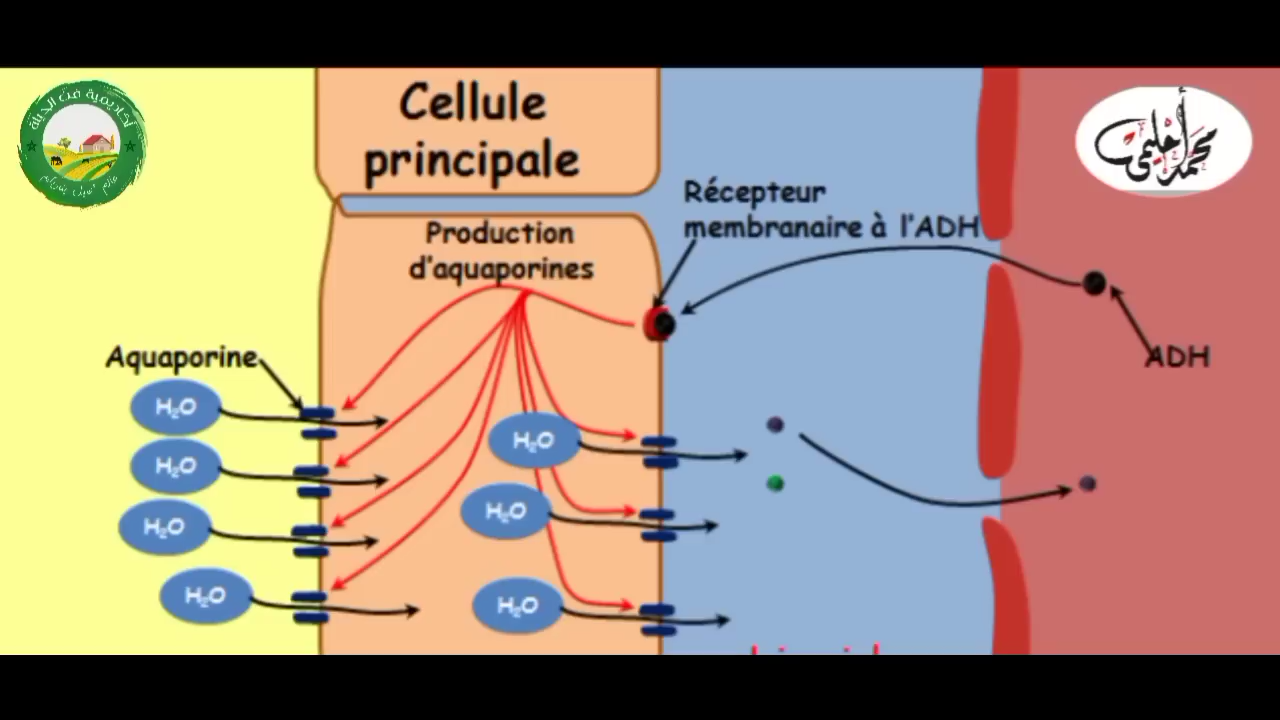 Cellule
principale
Récepteur
membranaire à l'ADH
Production
d'aquaporines
ADH
Aquaporine
H₂O
H₂O
H₂O
H₂O
H₂O
H₂O
H₂O